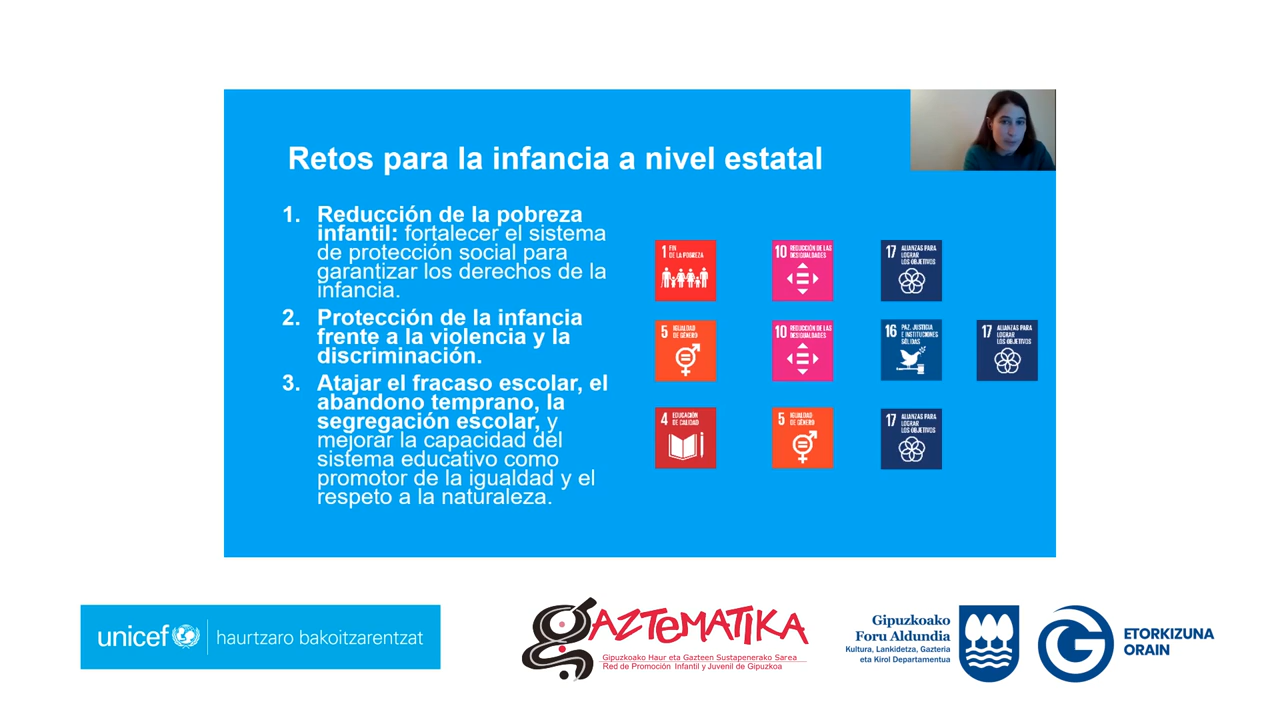 Retos para la infancia a nivel estatal
1. Reducción de la pobreza
infantil: fortalecer el sistema
de protección social para
garantizar los derechos de la
infancia.
2. Protección de la infancia
frente a la violencia y la
discriminación.
3. Atajar el fracaso escolar, el
abandono temprano, la
segregación escolar, y
mejorar la capacidad del
sistema educativo como
promotor de la igualdad y el
respeto a la naturaleza.
1 FIN
DE LA POBREZA
10 REDUCCIÓN DE LAS
DESIGUALDADES
17 ALIANZAS PARA
LOGRAR
LOS OBJETIVOS
5 IGUALDAD
DE GÉNERO
10 REDUCCIÓN DE LAS
DESIGUALDADES
16 PAZ, JUSTICIA
E INSTITUCIONES
SÓLIDAS
17 ALIANZAS PARA
LOGRAR
LOS OBJETIVOS
4 EDUCACIÓN
DE CALIDAD
5 IGUALDAD
DE GÉNERO
17 ALIANZAS PARA
LOGRAR
LOS OBJETIVOS
unicef haurtzaro bakoitzarentzat
GAZTEMATIKA
Gipuzkoako Haur eta Gazteen Sustapenerako Sarea
Red de Promoción Infantil y Juvenil de Gipuzkoa
Gipuzkoako
Foru Aldundia
Kultura, Lankidetza, Gazteria
eta Kirol Departamentua
ETORKIZUNA
ORAIN